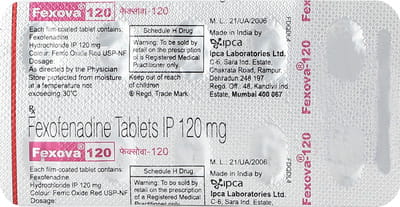 Fexova 120 फेक्सोवा-120
Each film-coated tablet contains:
Fexofenadine
Hydrochloride IP 120 mg
Colour: Ferric Oxide Red USP-NF
Dosage:
As directed by the Physician
Store protected from moisture
at a temperature not
exceeding 30°C
Schedule H Drug
Warning: To be sold by
retail on the prescription
of a Registered Medical
Practitioner only.
Keep out of reach
of children
® Regd. Trade Mark
M. L. 21/UA/2006
Made in India by
ipca
Ipca Laboratories Ltd.
C-6, Sara Ind. Estate,
Chakrata Road, Rampur,
Dehradun 248 197
Regd. Off. 48, Kandivli Ind.
Estate, Mumbai 400 067
FDQDL4
Fexova-120
Rx
Fexofenadine Tablets IP 120 mg
Fexova 120 फेक्सोवा-120
Each film-coated tablet contains:
Fexofenadine
Hydrochloride IP 120 mg
Colour: Ferric Oxide Red USP-NF
Dosage:
Schedule H Drug
Warning: To be sold by
retail on the prescription
of a Registered Medical
Practitioner only.
M. L. 21/UA/2006
Made in India by
ipca
Ipca Laboratories Ltd.
C-6, Sara Ind. Estate,
FDQDL4
Fexova-120